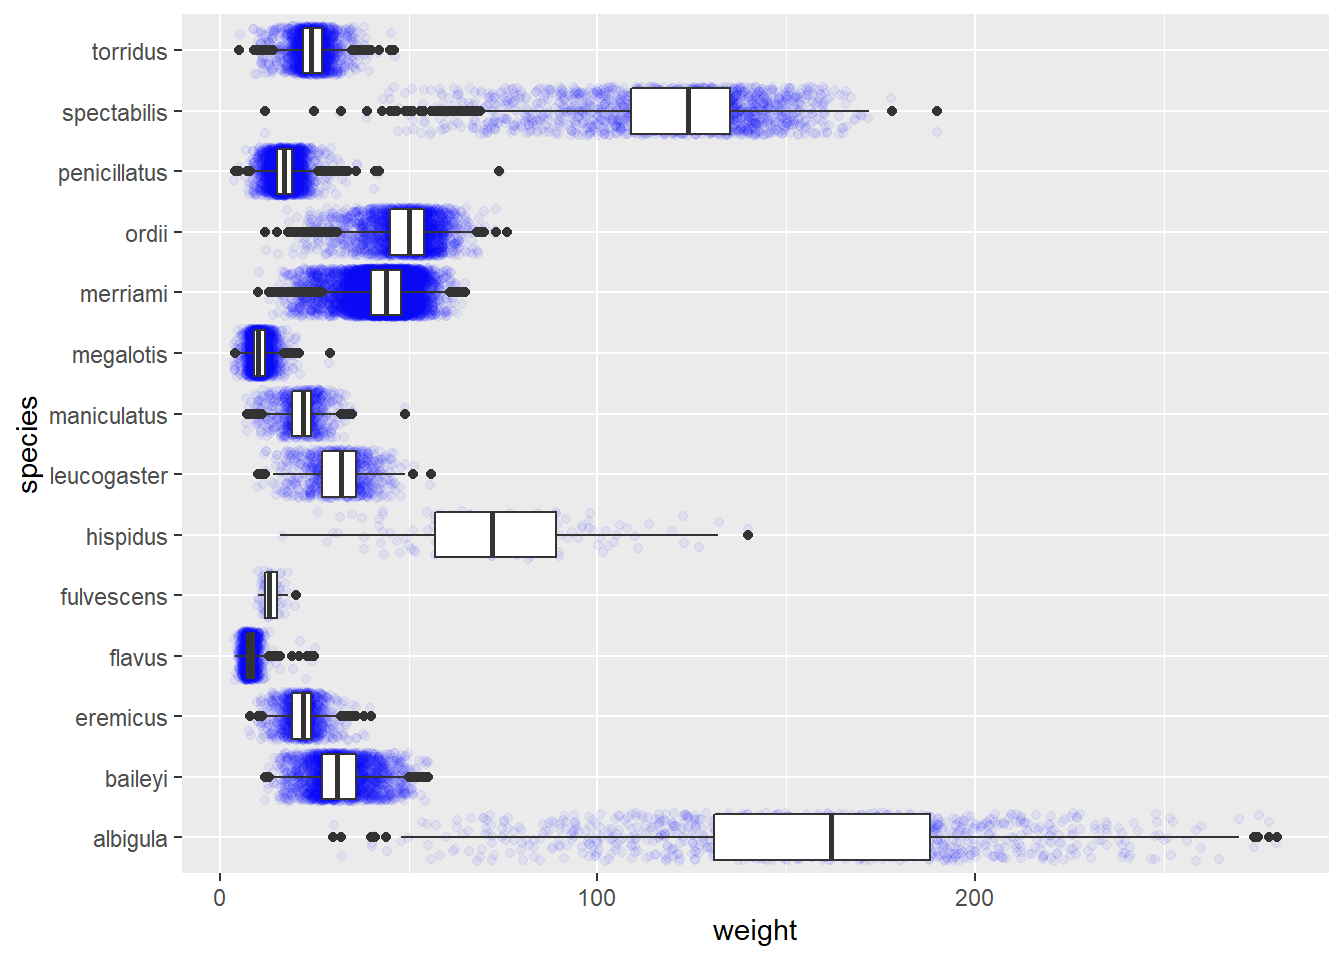 torridus
spectabilis
penicillatus
ordii
merriami
megalotis
maniculatus
leucogaster
hispidus
fulvescens
flavus
eremicus
baileyi
albigula
species
0 100 200
weight